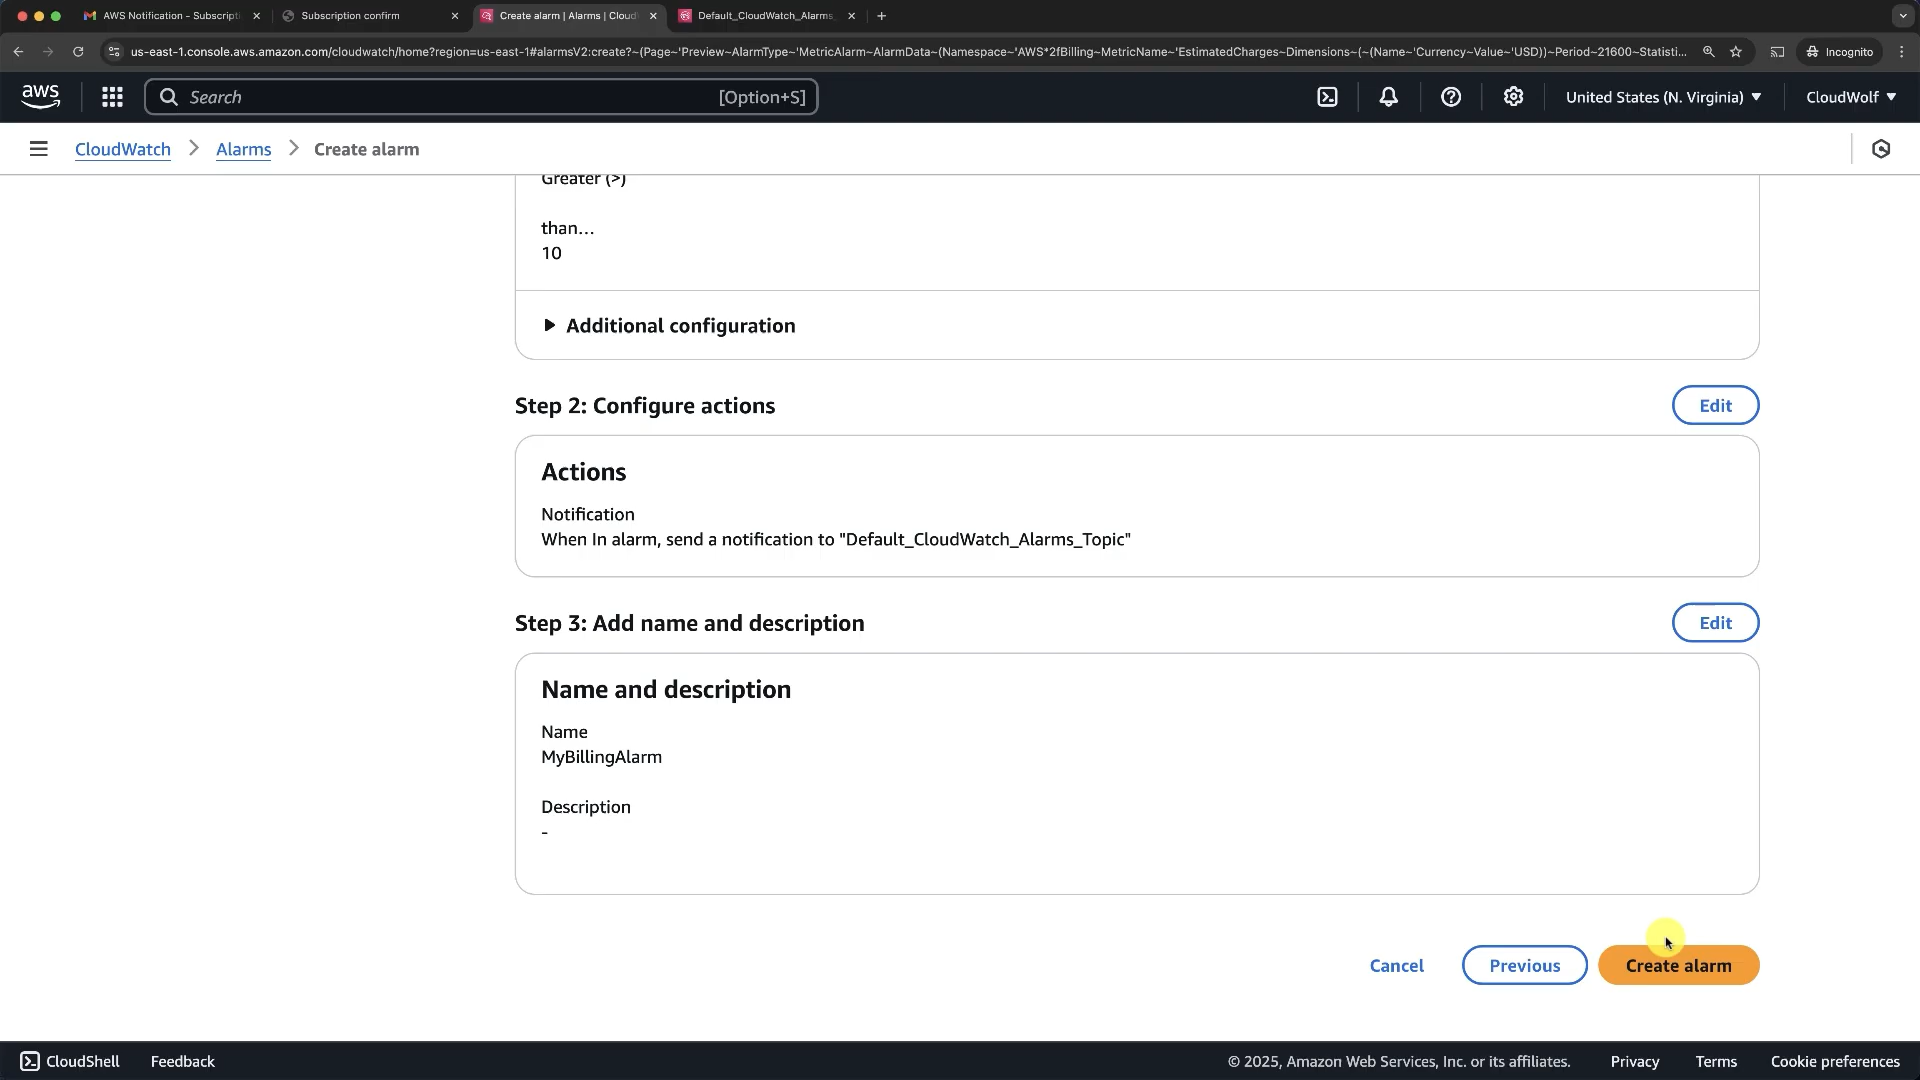 AWS Notification - Subscripti
Subscription confirm
Create alarm | Alarms | Cloud
Default_CloudWatch_Alarms_
us-east-1.console.aws.amazon.com/cloudwatch/home?region=us-east-1#alarmsV2:create?~(Page~'Preview~AlarmType~'MetricAlarm~AlarmData~(Namespace~'AWS*2fBilling~MetricName~'EstimatedCharges~Dimensions~(~(Name~'Currency~Value~'USD))~Period~21600~Statisti...
Incognito
aws
Search
[Option+S]
United States (N. Virginia)
CloudWolf
CloudWatch > Alarms > Create alarm
Greater (>)
than...
10
Additional configuration
Step 2: Configure actions
Edit
Actions
Notification
When In alarm, send a notification to "Default_CloudWatch_Alarms_Topic"
Step 3: Add name and description
Edit
Name and description
Name
MyBillingAlarm
Description
-
Cancel
Previous
Create alarm
CloudShell
Feedback
© 2025, Amazon Web Services, Inc. or its affiliates.
Privacy
Terms
Cookie preferences